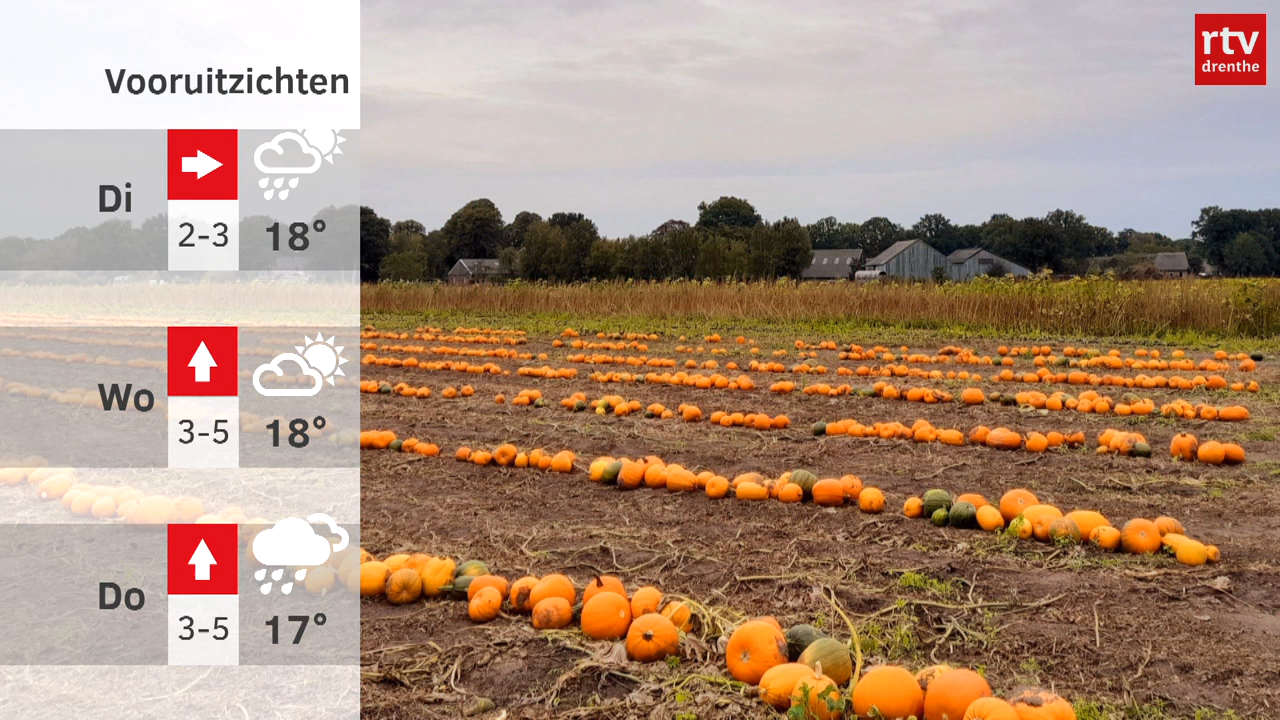 Vooruitzichten
rtv
drenthe
Di
2-3
18°
Wo
3-5
18°
Do
3-5
17°